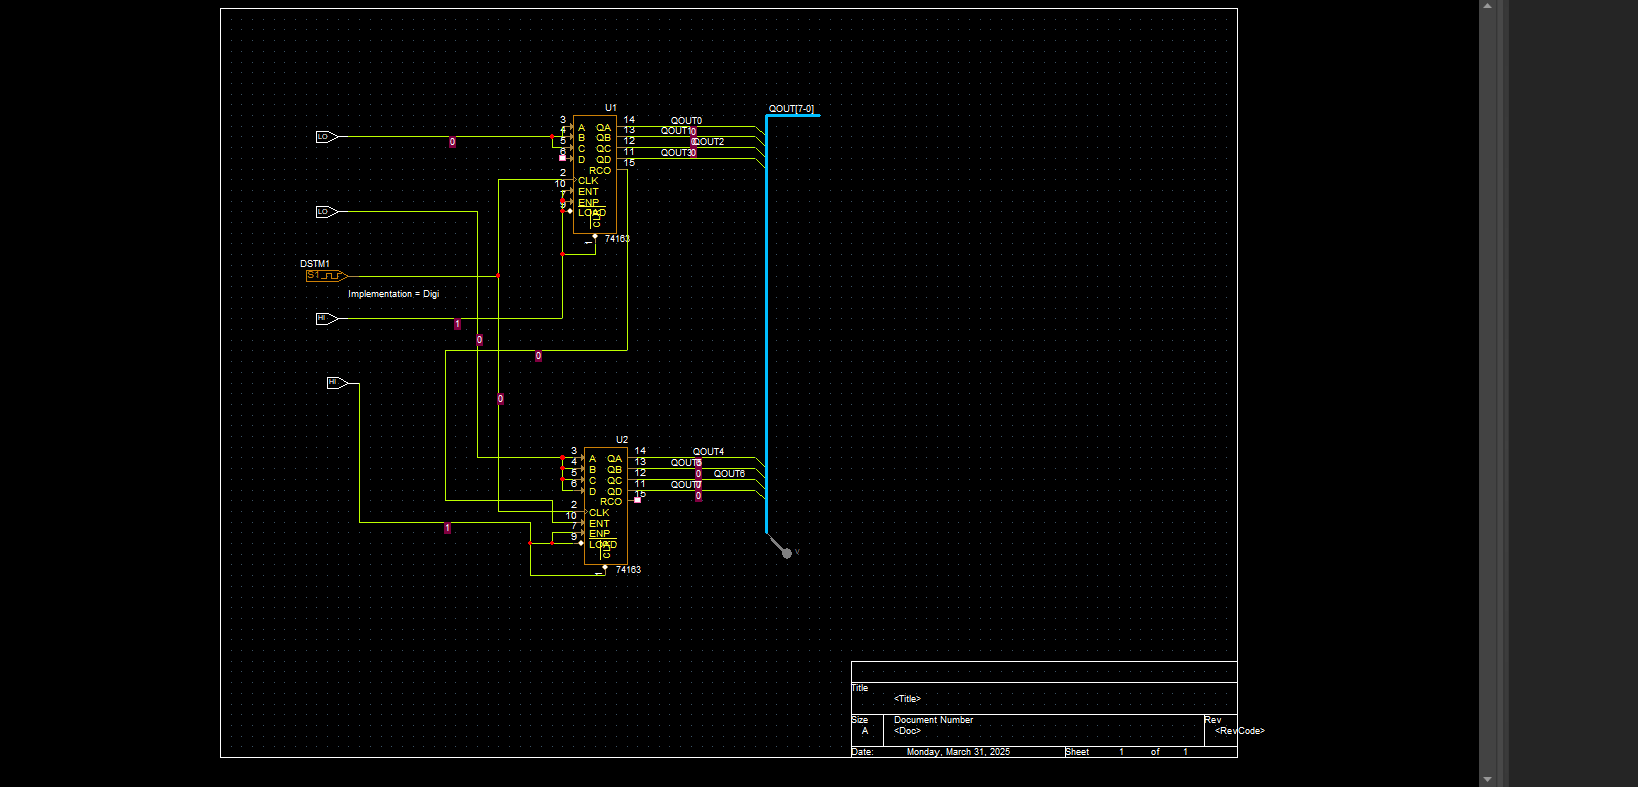 QOUT[7-0]
U1
3 14 QOUT0
A QA
4 13 QOUT1 0
B QB
LO
0
5 12 0 QOUT2
C QC
6 11 QOUT3 0
D QD
15
RCO
2
CLK
10
ENT
7
ENP
9
LOAD
CLR
LO
1
74163
DSTM1
S1
Implementation = Digi
HI
1
0
0
HI
0
U2
3 14 QOUT4
A QA
4 13 QOUT5
B QB
5 12 0 QOUT6
C QC
6 11 QOUT7
D QD
15 0
RCO
2
CLK
10
ENT
1
7
ENP
9
LOAD
CLR
V
1
74163
Title
<Title>
Size Document Number Rev
A <Doc> <RevCode>
Date: Monday, March 31, 2025 Sheet 1 of 1